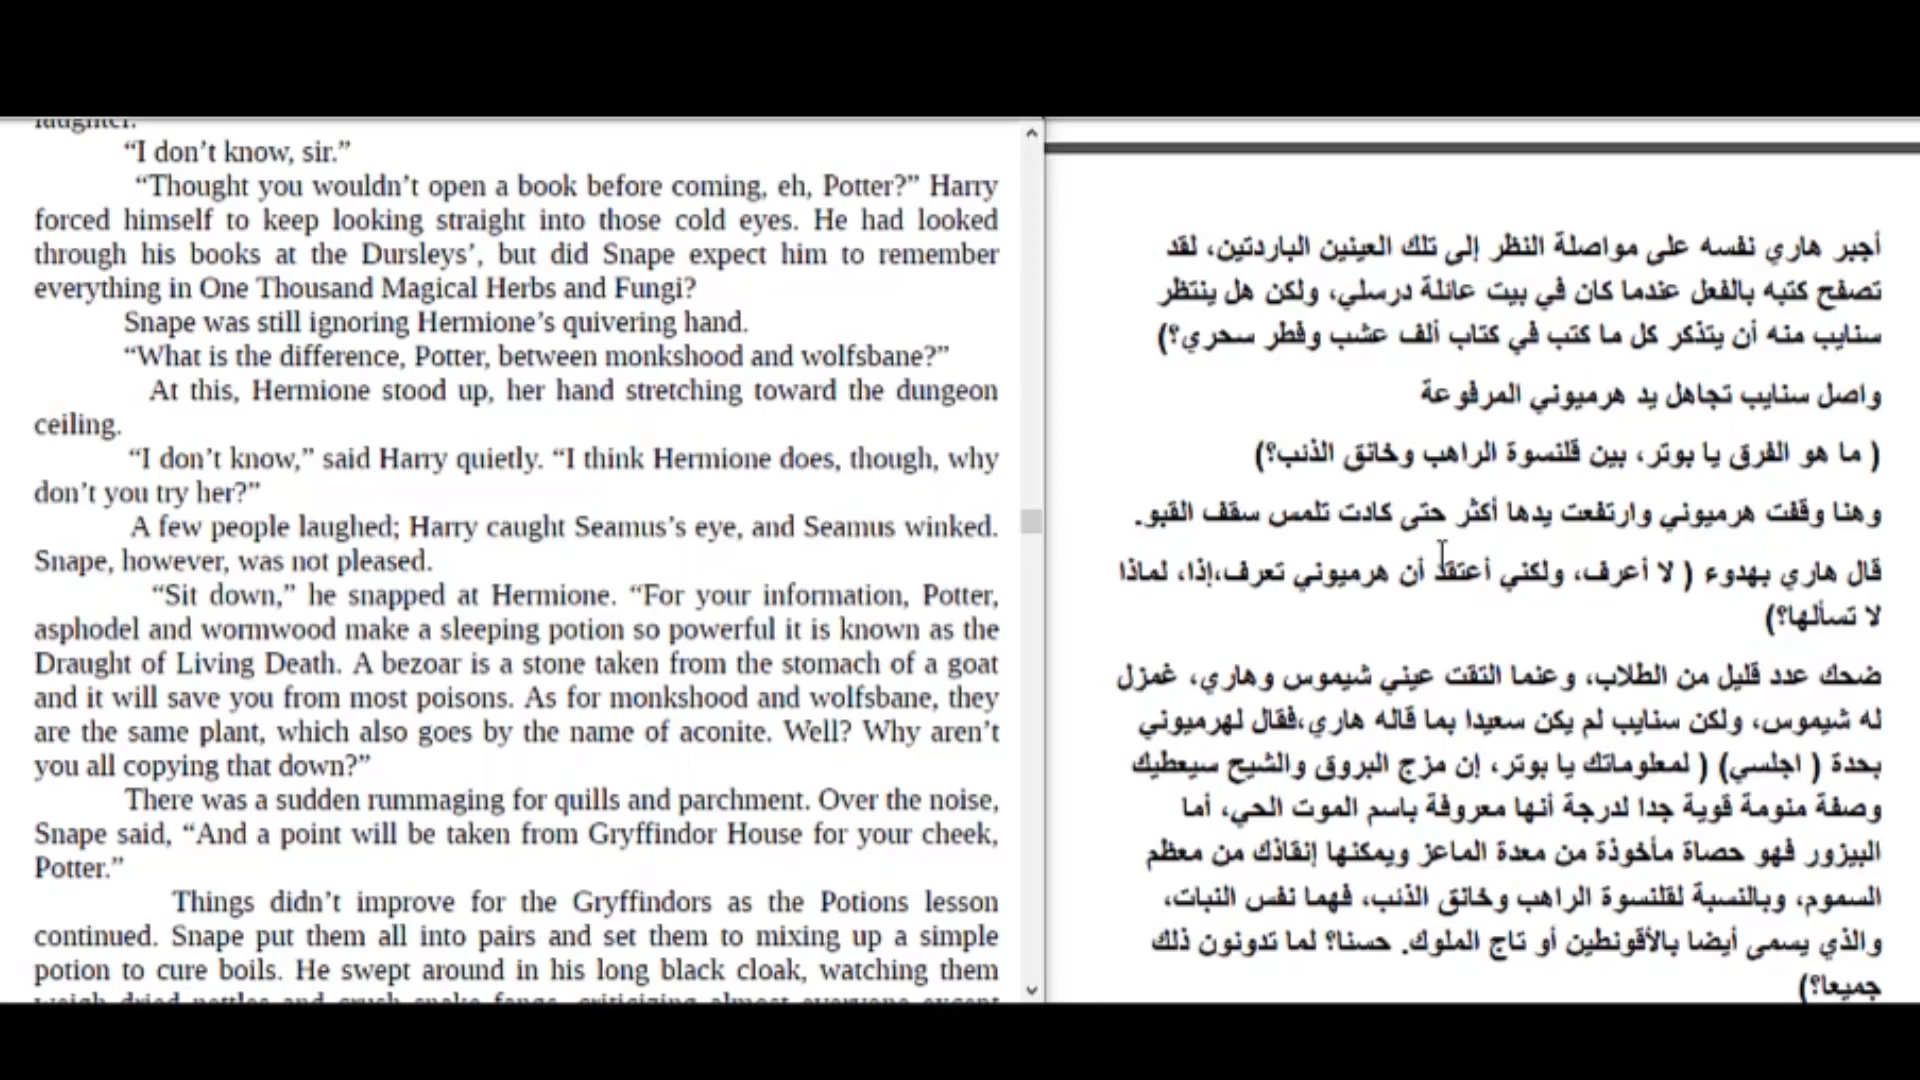 laughter.
“I don’t know, sir.”
“Thought you wouldn’t open a book before coming, eh, Potter?” Harry
forced himself to keep looking straight into those cold eyes. He had looked
through his books at the Dursleys’, but did Snape expect him to remember
everything in One Thousand Magical Herbs and Fungi?
Snape was still ignoring Hermione’s quivering hand.
“What is the difference, Potter, between monkshood and wolfsbane?”
At this, Hermione stood up, her hand stretching toward the dungeon
ceiling.
“I don’t know,” said Harry quietly. “I think Hermione does, though, why
don’t you try her?”
A few people laughed; Harry caught Seamus’s eye, and Seamus winked.
Snape, however, was not pleased.
“Sit down,” he snapped at Hermione. “For your information, Potter,
asphodel and wormwood make a sleeping potion so powerful it is known as the
Draught of Living Death. A bezoar is a stone taken from the stomach of a goat
and it will save you from most poisons. As for monkshood and wolfsbane, they
are the same plant, which also goes by the name of aconite. Well? Why aren’t
you all copying that down?”
There was a sudden rummaging for quills and parchment. Over the noise,
Snape said, “And a point will be taken from Gryffindor House for your cheek,
Potter.”
Things didn’t improve for the Gryffindors as the Potions lesson
continued. Snape put them all into pairs and set them to mixing up a simple
potion to cure boils. He swept around in his long black cloak, watching them
weigh dried nettles and crush snake fangs, criticizing almost everyone except
أجبر هاري نفسه على مواصلة النظر إلى تلك العينين الباردتين، لقد
تصفح كتبه بالفعل عندما كان في بيت عائلة درسلي، ولكن هل ينتظر
سنايب منه أن يتذكر كل ما كتب في كتاب ألف عشب وفطر سحري؟)
واصل سنايب تجاهل يد هرميوني المرفوعة
( ما هو الفرق يا بوتر، بين قلنسوة الراهب وخانق الذنب؟)
وهنا وقفت هرميوني وارتفعت يدها أكثر حتى كادت تلمس سقف القبو.
قال هاري بهدوء ( لا أعرف، ولكني أعتقد أن هرميوني تعرف،إذا، لماذا
لا تسألها؟)
ضحك عدد قليل من الطلاب، وعنما التقت عيني شيموس وهاري، غمزل
له شيموس، ولكن سنايب لم يكن سعيدا بما قاله هاري،فقال لهرميوني
بحدة ( اجلسي) ( لمعلوماتك يا بوتر، إن مزج البروق والشيح سيعطيك
وصفة منومة قوية جدا لدرجة أنها معروفة باسم الموت الحي، أما
البيزور فهو حصاة مأخوذة من معدة الماعز ويمكنها إنقاذك من معظم
السموم، وبالنسبة لقلنسوة الراهب وخانق الذنب، فهما نفس النبات،
والذي يسمى أيضا بالأقونطين أو تاج الملوك. حسنا؟ لما تدونون ذلك
جميعا؟)